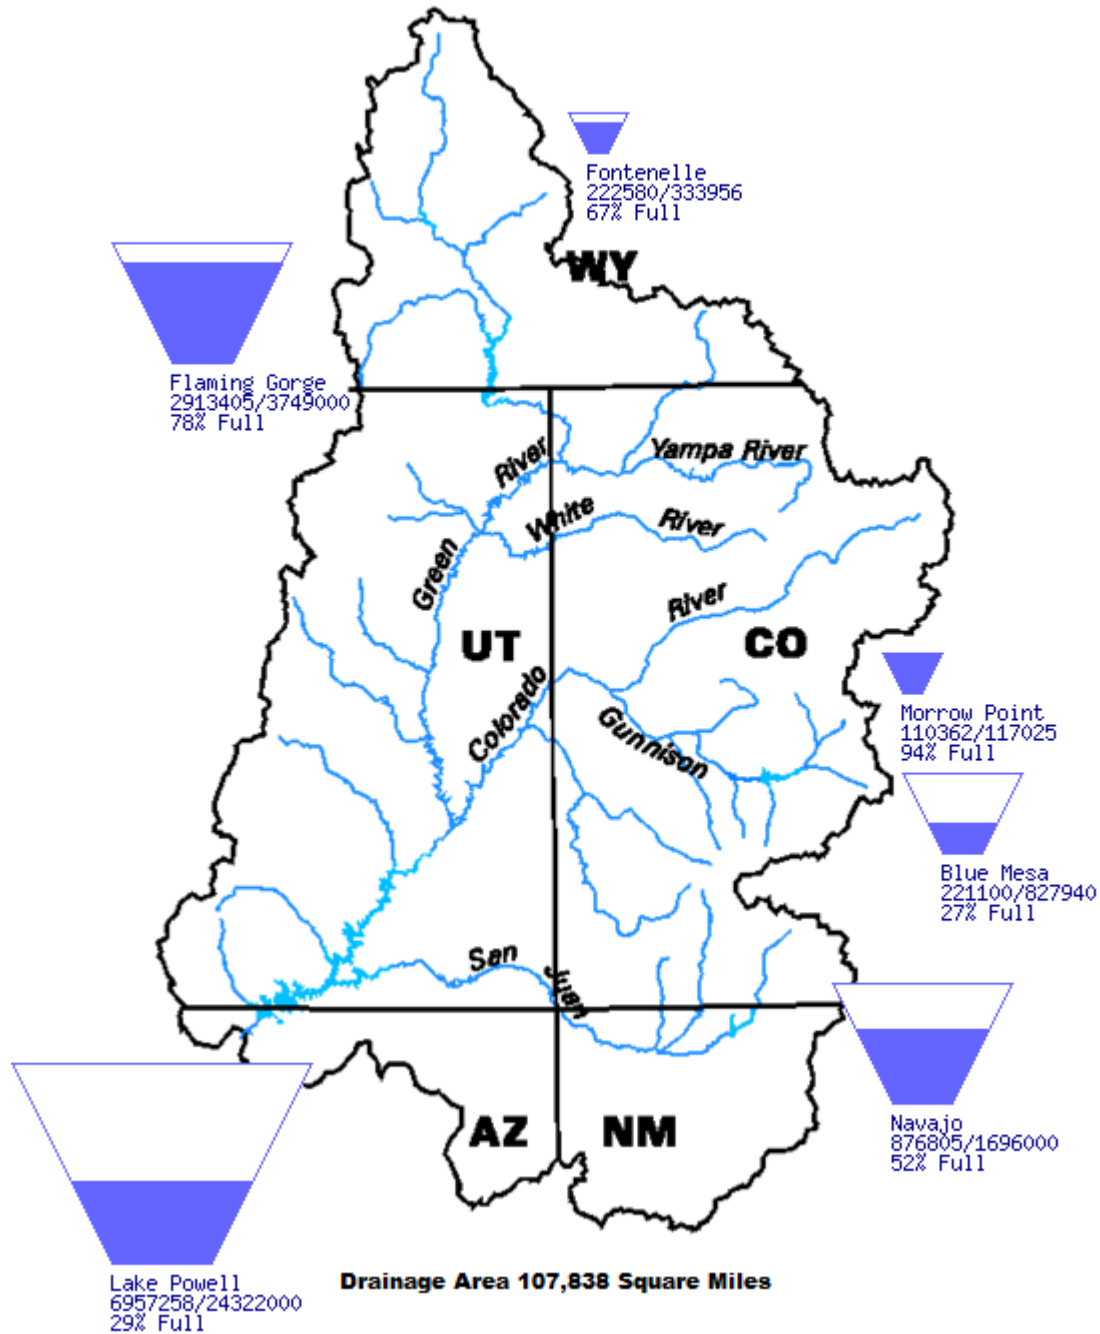 Fontenelle
222580/333956
67% Full
WY
Flaming Gorge
2913405/3749000
78% Full
Yampa River
River
White
River
Green
River
UT
CO
Colorado
Morrow Point
110362/117025
94% Full
Gunnison
Blue Mesa
221100/827940
27% Full
San
Juan
Navajo
876805/1696000
52% Full
AZ
NM
Lake Powell
6957258/24322000
29% Full
Drainage Area 107,838 Square Miles